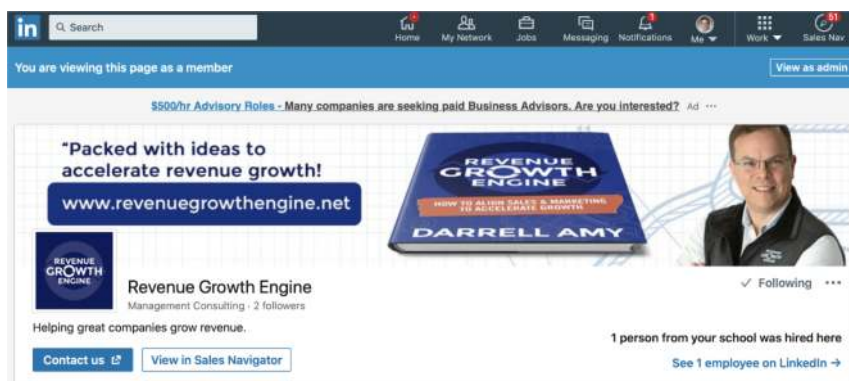 in
Search
Home
My Network
Jobs
Messaging
1
Notifications
Me
Work
51
Sales Nav
You are viewing this page as a member
View as admin
$500/hr Advisory Roles - Many companies are seeking paid Business Advisors. Are you interested? Ad ...
"Packed with ideas to
accelerate revenue growth!
www.revenuegrowthengine.net
REVENUE
GROWTH
ENGINE
HOW TO ALIGN SALES & MARKETING
TO ACCELERATE GROWTH
DARRELL AMY
REVENUE
GROWTH
ENGINE
Revenue Growth Engine
Management Consulting · 2 followers
Following ...
Helping great companies grow revenue.
1 person from your school was hired here
Contact us
View in Sales Navigator
See 1 employee on LinkedIn →